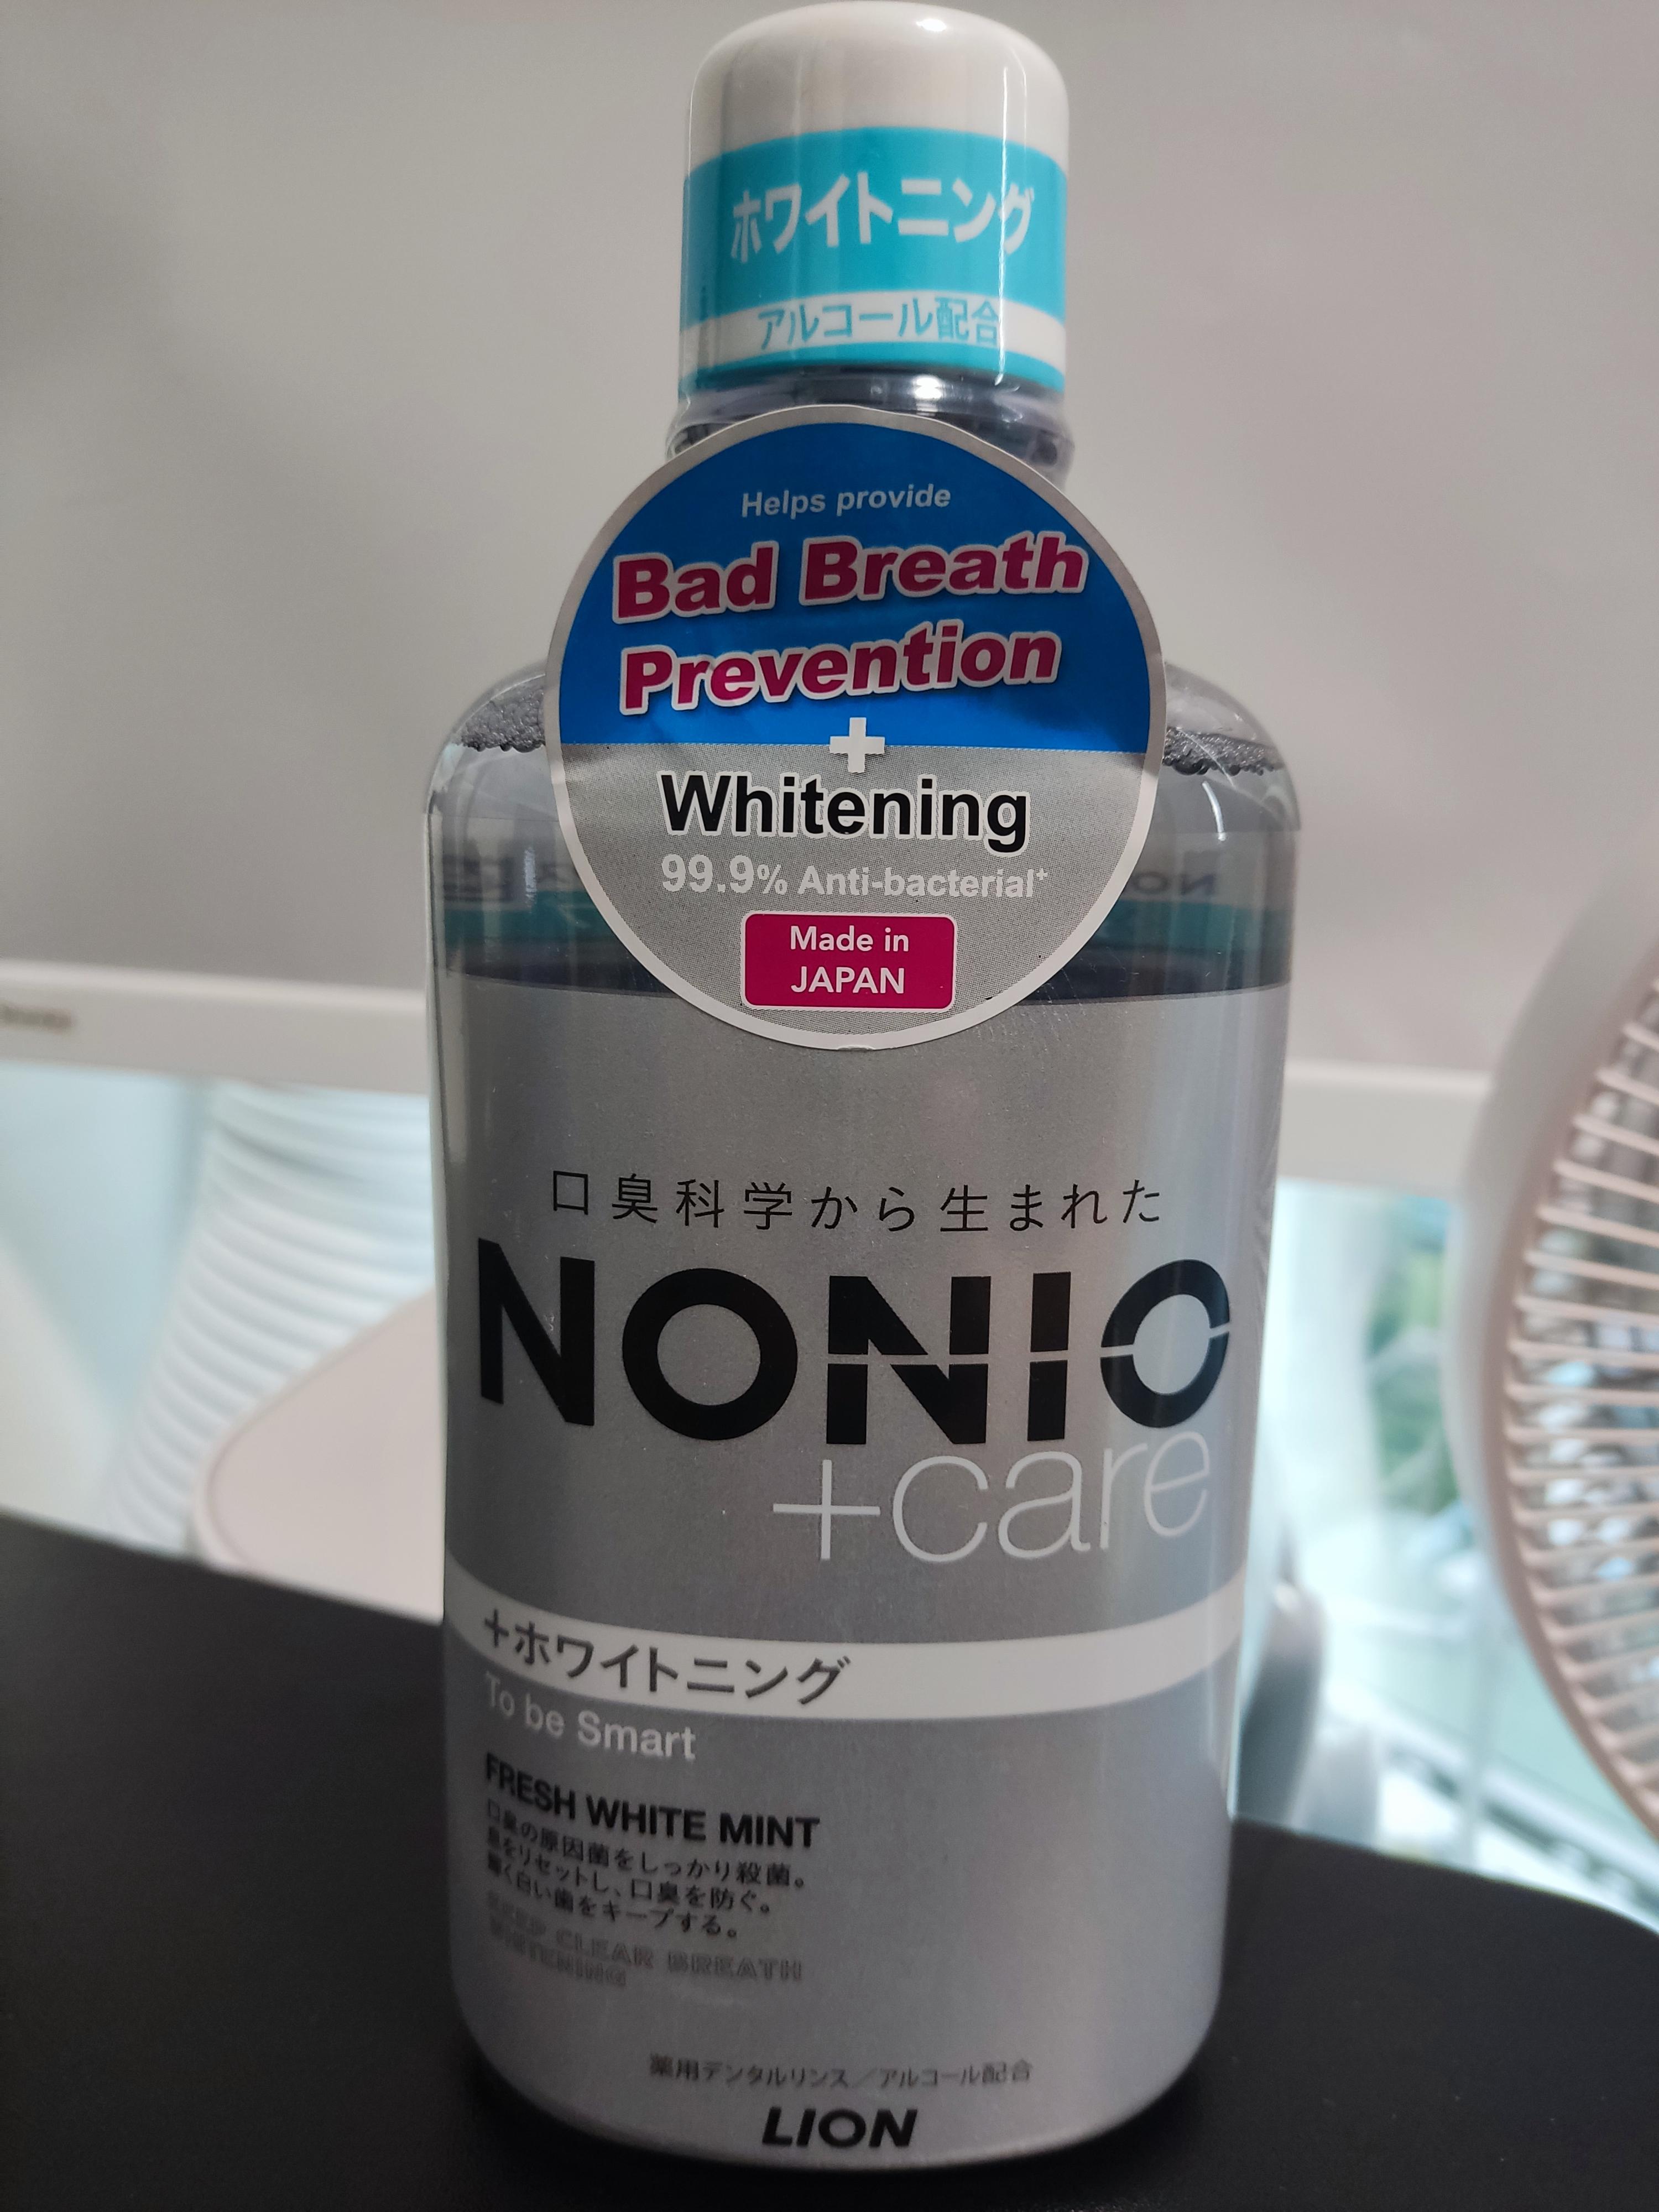 ホワイトニング
アルコール配合
Helps provide
Bad Breath
Prevention
+
Whitening
99.9% Anti-bacterial+
Made in
JAPAN
口臭科学から生まれた
NONIO
+care
+ホワイトニング
To be Smart
FRESH WHITE MINT
口臭の原因菌をしっかり殺菌。
息をリセットし、口臭を防ぐ。
輝く白い歯をキープする。
KEEP CLEAR BREATH
WHITENING
薬用デンタルリンス/アルコール配合
LION